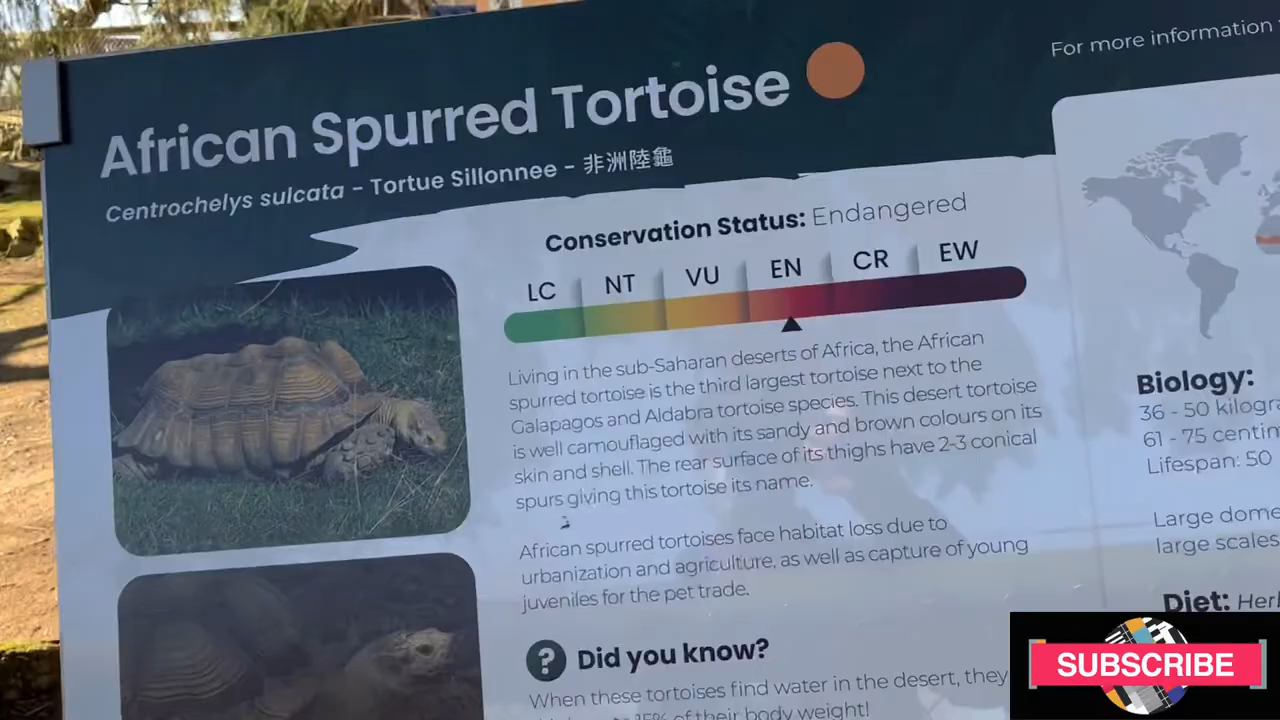 For more information
African Spurred Tortoise
Centrochelys sulcata - Tortue Sillonnee - 非洲陸龜
Conservation Status: Endangered
LC NT VU EN CR EW
Living in the sub-Saharan deserts of Africa, the African
spurred tortoise is the third largest tortoise next to the
Galapagos and Aldabra tortoise species. This desert tortoise
is well camouflaged with its sandy and brown colours on its
skin and shell. The rear surface of its thighs have 2-3 conical
spurs giving this tortoise its name.
African spurred tortoises face habitat loss due to
urbanization and agriculture, as well as capture of young
juveniles for the pet trade.
Did you know?
When these tortoises find water in the desert, they
15% of their body weight!
Biology:
36 - 50
61 - 75
Lifespan: 50
Large
large scales
Diet:
SUBSCRIBE